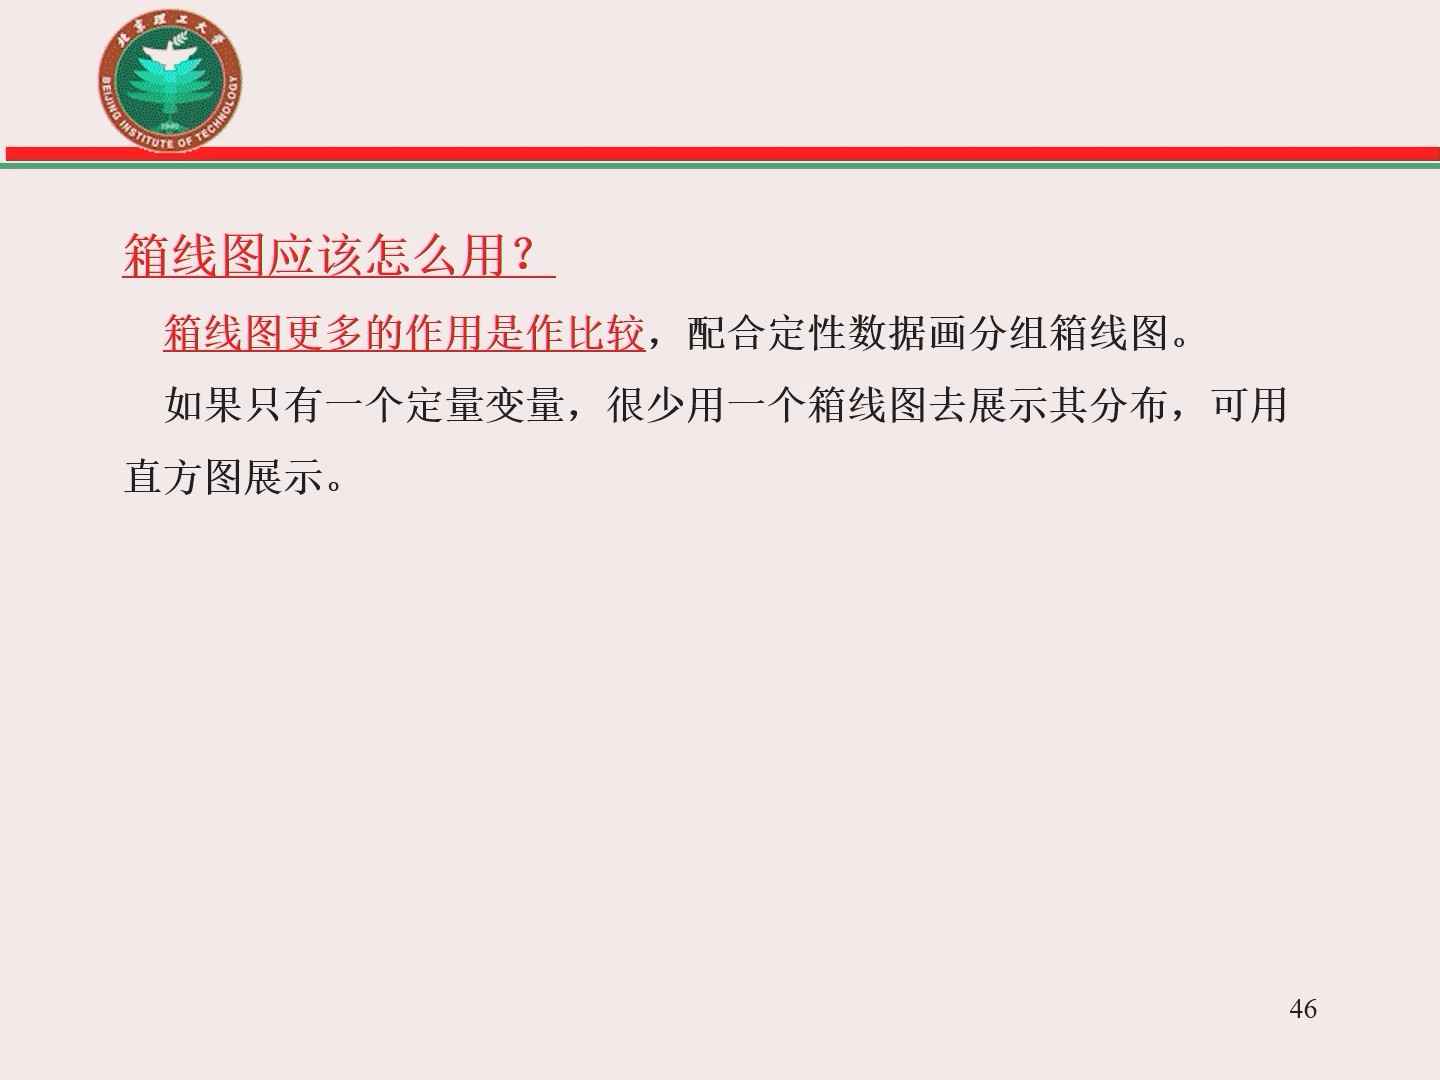 北京理工大学
BEIJING INSTITUTE OF TECHNOLOGY
1940
箱线图应该怎么用？
箱线图更多的作用是作比较，配合定性数据画分组箱线图。
如果只有一个定量变量，很少用一个箱线图去展示其分布，可用
直方图展示。
46